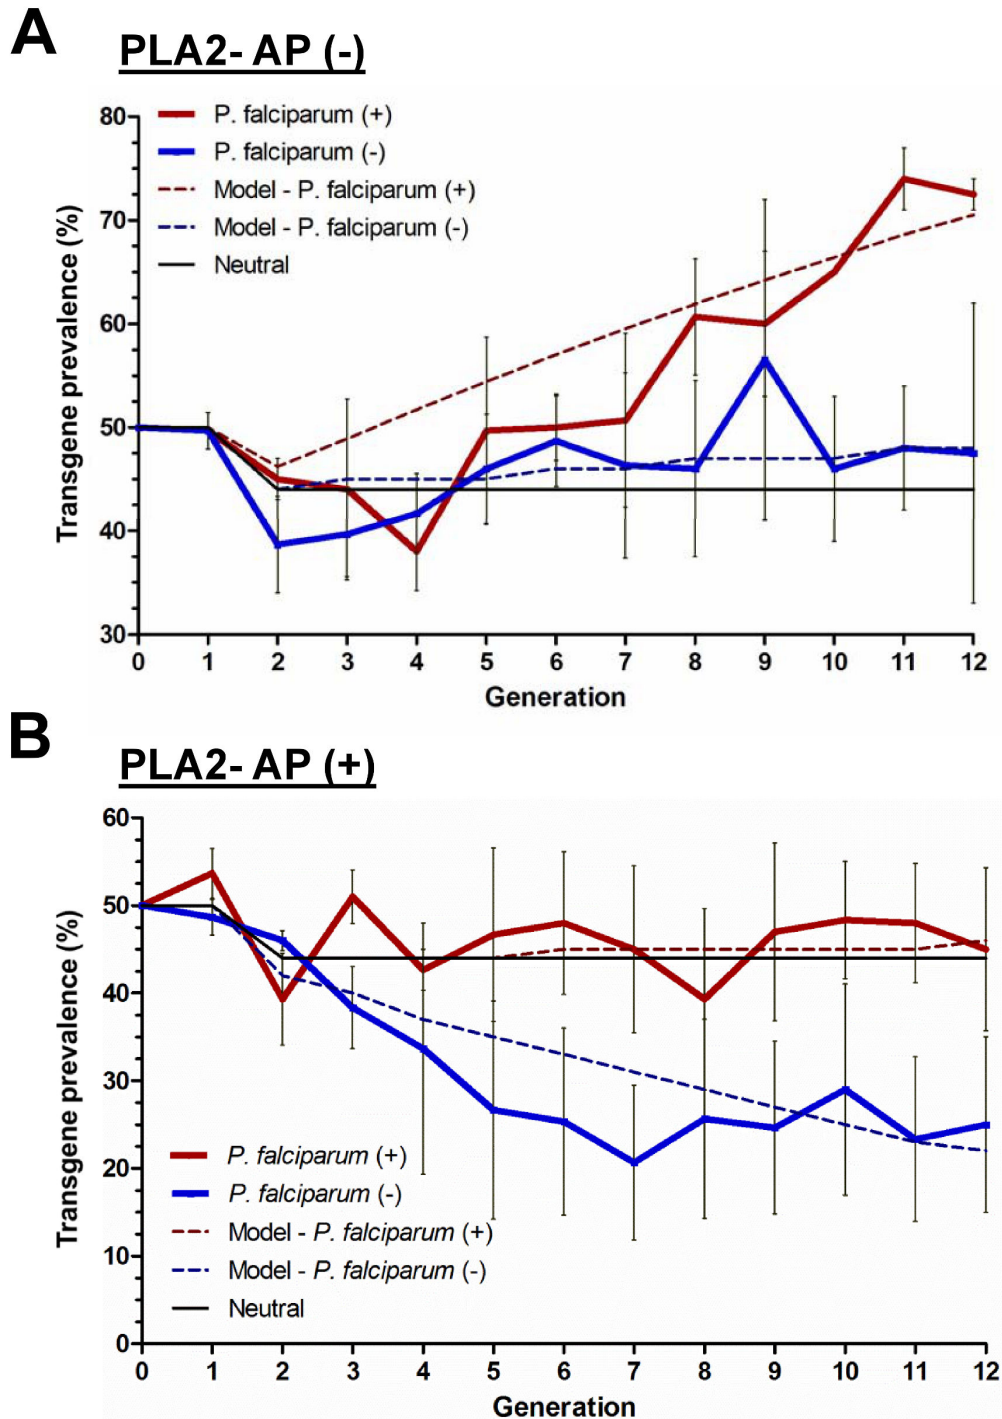 A
PLA2- AP (-)
P. falciparum (+)
P. falciparum (-)
Model - P. falciparum (+)
Model - P. falciparum (-)
Neutral
Transgene prevalence (%)
80
70
60
50
40
30
0 1 2 3 4 5 6 7 8 9 10 11 12
Generation
B
PLA2- AP (+)
Transgene prevalence (%)
60
50
40
30
20
10
0
P. falciparum (+)
P. falciparum (-)
Model - P. falciparum (+)
Model - P. falciparum (-)
Neutral
0 1 2 3 4 5 6 7 8 9 10 11 12
Generation